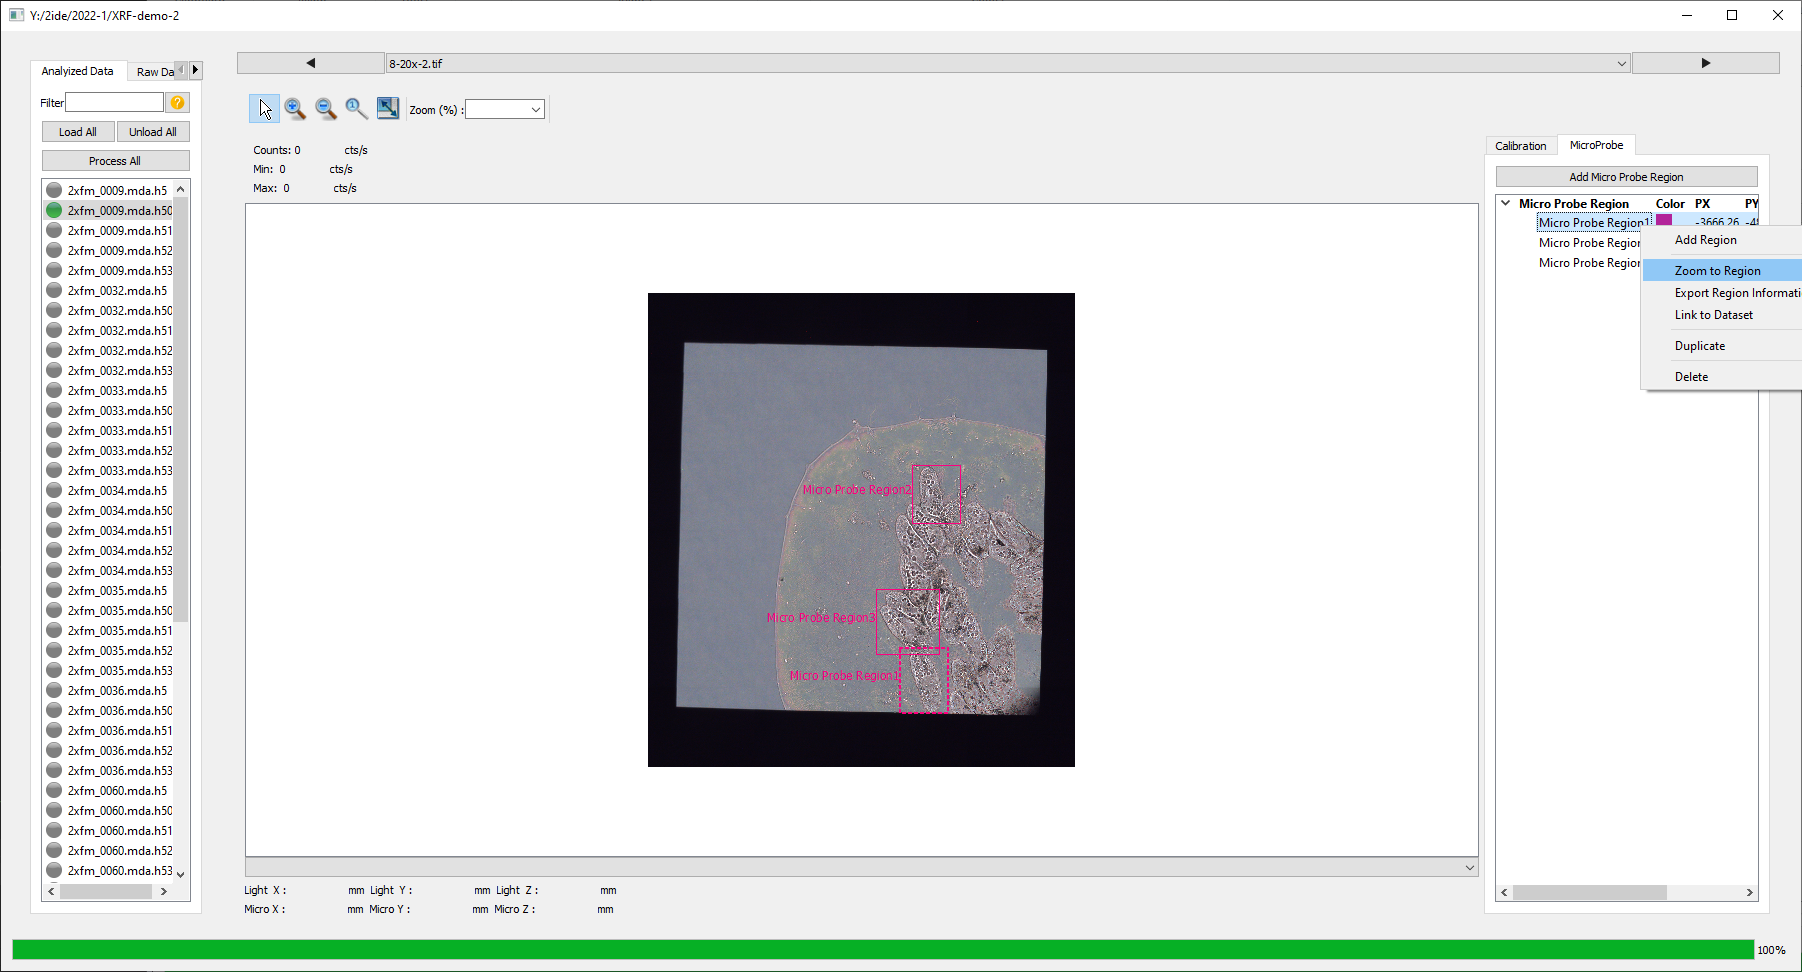 Y:/2ide/2022-1/XRF-demo-2
Analyized Data
Raw Da
8-20x-2.tif
Filter
?
Load All
Unload All
Process All
1
Zoom (%) :
Counts: 0 cts/s
Min: 0 cts/s
Max: 0 cts/s
2xfm_0009.mda.h5
2xfm_0009.mda.h50
2xfm_0009.mda.h51
2xfm_0009.mda.h52
2xfm_0009.mda.h53
2xfm_0032.mda.h5
2xfm_0032.mda.h50
2xfm_0032.mda.h51
2xfm_0032.mda.h52
2xfm_0032.mda.h53
2xfm_0033.mda.h5
2xfm_0033.mda.h50
2xfm_0033.mda.h51
2xfm_0033.mda.h52
2xfm_0033.mda.h53
2xfm_0034.mda.h5
2xfm_0034.mda.h50
2xfm_0034.mda.h51
2xfm_0034.mda.h52
2xfm_0034.mda.h53
2xfm_0035.mda.h5
2xfm_0035.mda.h50
2xfm_0035.mda.h51
2xfm_0035.mda.h52
2xfm_0035.mda.h53
2xfm_0036.mda.h5
2xfm_0036.mda.h50
2xfm_0036.mda.h51
2xfm_0036.mda.h52
2xfm_0036.mda.h53
2xfm_0060.mda.h5
2xfm_0060.mda.h50
2xfm_0060.mda.h51
2xfm_0060.mda.h52
2xfm_0060.mda.h53
Micro Probe Region2
Micro Probe Region3
Micro Probe Region1
Light X : mm Light Y : mm Light Z : mm
Micro X : mm Micro Y : mm Micro Z : mm
Calibration
MicroProbe
Add Micro Probe Region
Micro Probe Region Color PX PY
Micro Probe Region1 -3666.26
Micro Probe Region
Micro Probe Region
Add Region
Zoom to Region
Export Region Informati
Link to Dataset
Duplicate
Delete
100%